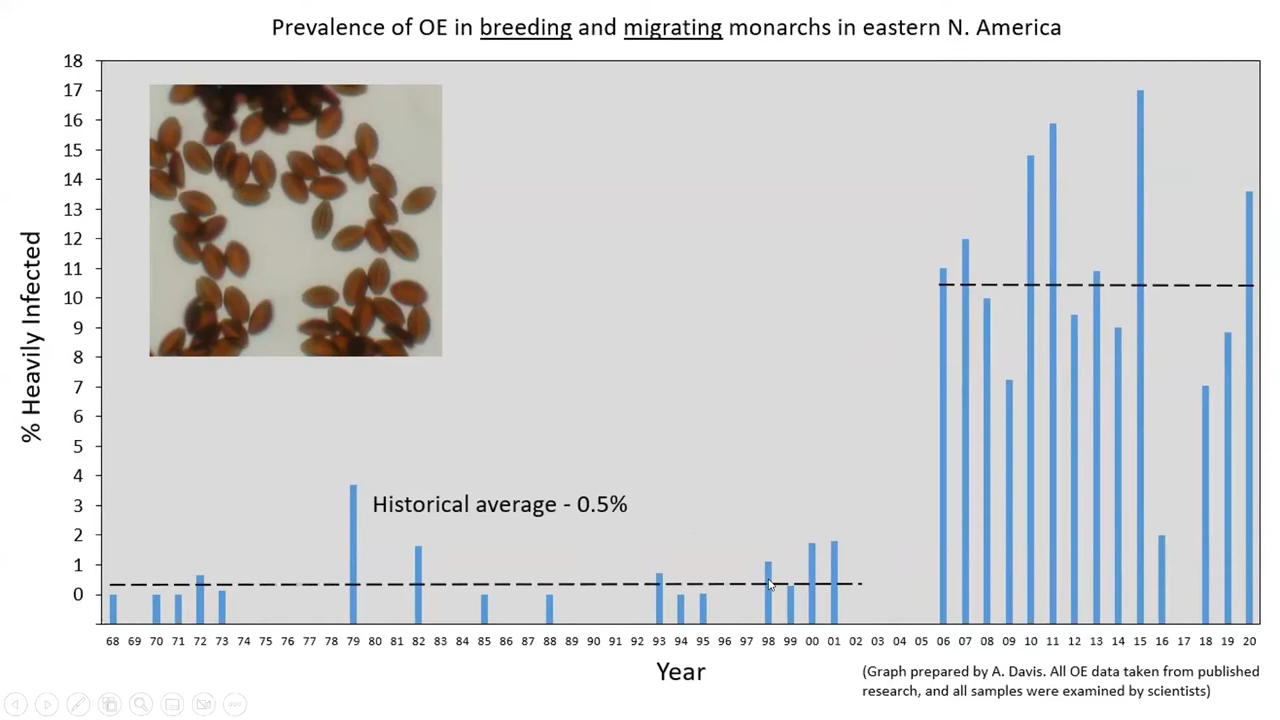 Prevalence of OE in breeding and migrating monarchs in eastern N. America
% Heavily Infected
18
17
16
15
14
13
12
11
10
9
8
7
6
5
4
3
2
1
0
Historical average - 0.5%
68 69 70 71 72 73 74 75 76 77 78 79 80 81 82 83 84 85 86 87 88 89 90 91 92 93 94 95 96 97 98 99 00 01 02 03 04 05 06 07 08 09 10 11 12 13 14 15 16 17 18 19 20
Year
(Graph prepared by A. Davis. All OE data taken from published
research, and all samples were examined by scientists)